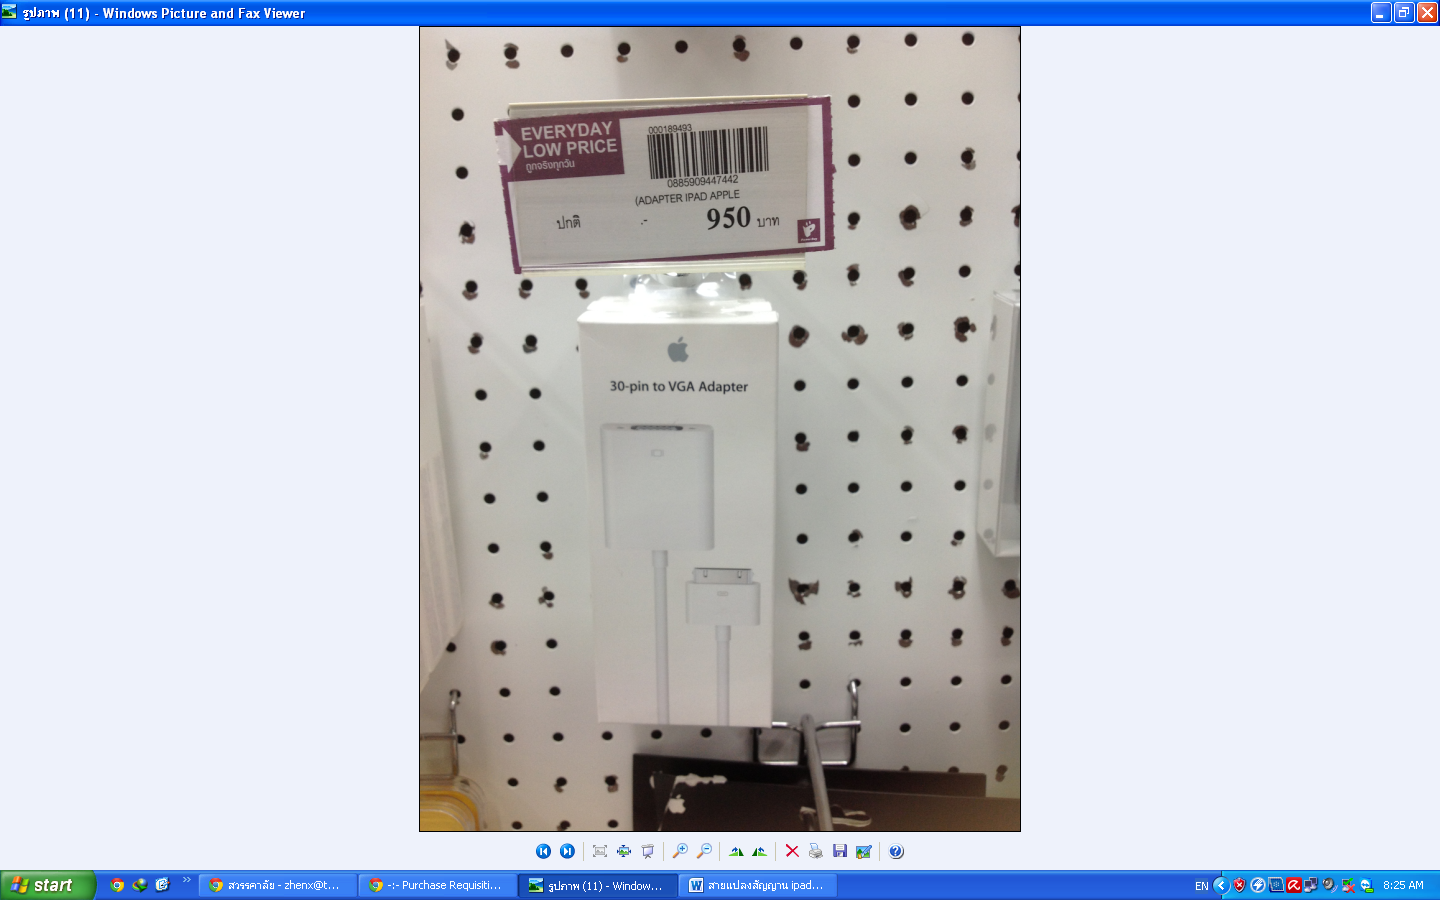 รูปภาพ (11) - Windows Picture and Fax Viewer
EVERYDAY
LOW PRICE
ถูกจริงทุกวัน
000189493
0885909447442
(ADAPTER IPAD APPLE
ปกติ .- 950 บาท
30-pin to VGA Adapter
start
สวรรคาลัย - zhenx@t...
-:- Purchase Requisiti...
รูปภาพ (11) - Window...
สายแปลงสัญญาน ipad...
EN
8:25 AM